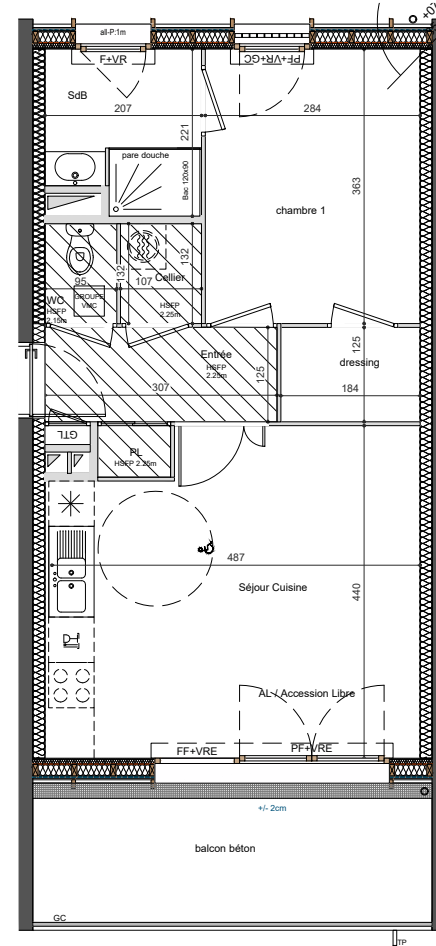 +0,
all-P:1m
F+VR
PF+VR+GC
SdB
207
284
221
pare douche
Bac 120x90
363
chambre 1
132
132
95
107
Cellier
WC
HSFP
2.15m
GROUPE
VMC
HSFP
2.25m
Entrée
HSFP
2.25m
125
125
dressing
307
184
GTL
PL
HSFP 2.25m
487
Séjour Cuisine
440
AL / Accession Libre
FF+VRE
PF+VRE
+/- 2cm
balcon béton
GC
TP